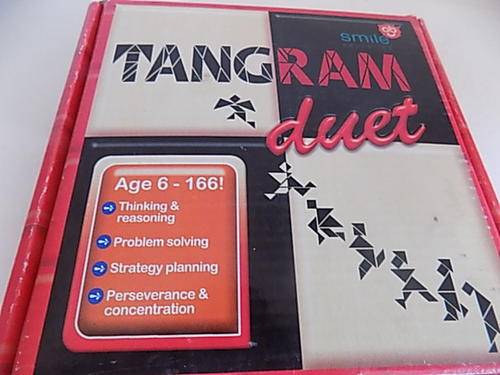 smile
TANGRAM
duet
Age 6 - 166!
Thinking &
reasoning
Problem solving
Strategy planning
Perseverance &
concentration